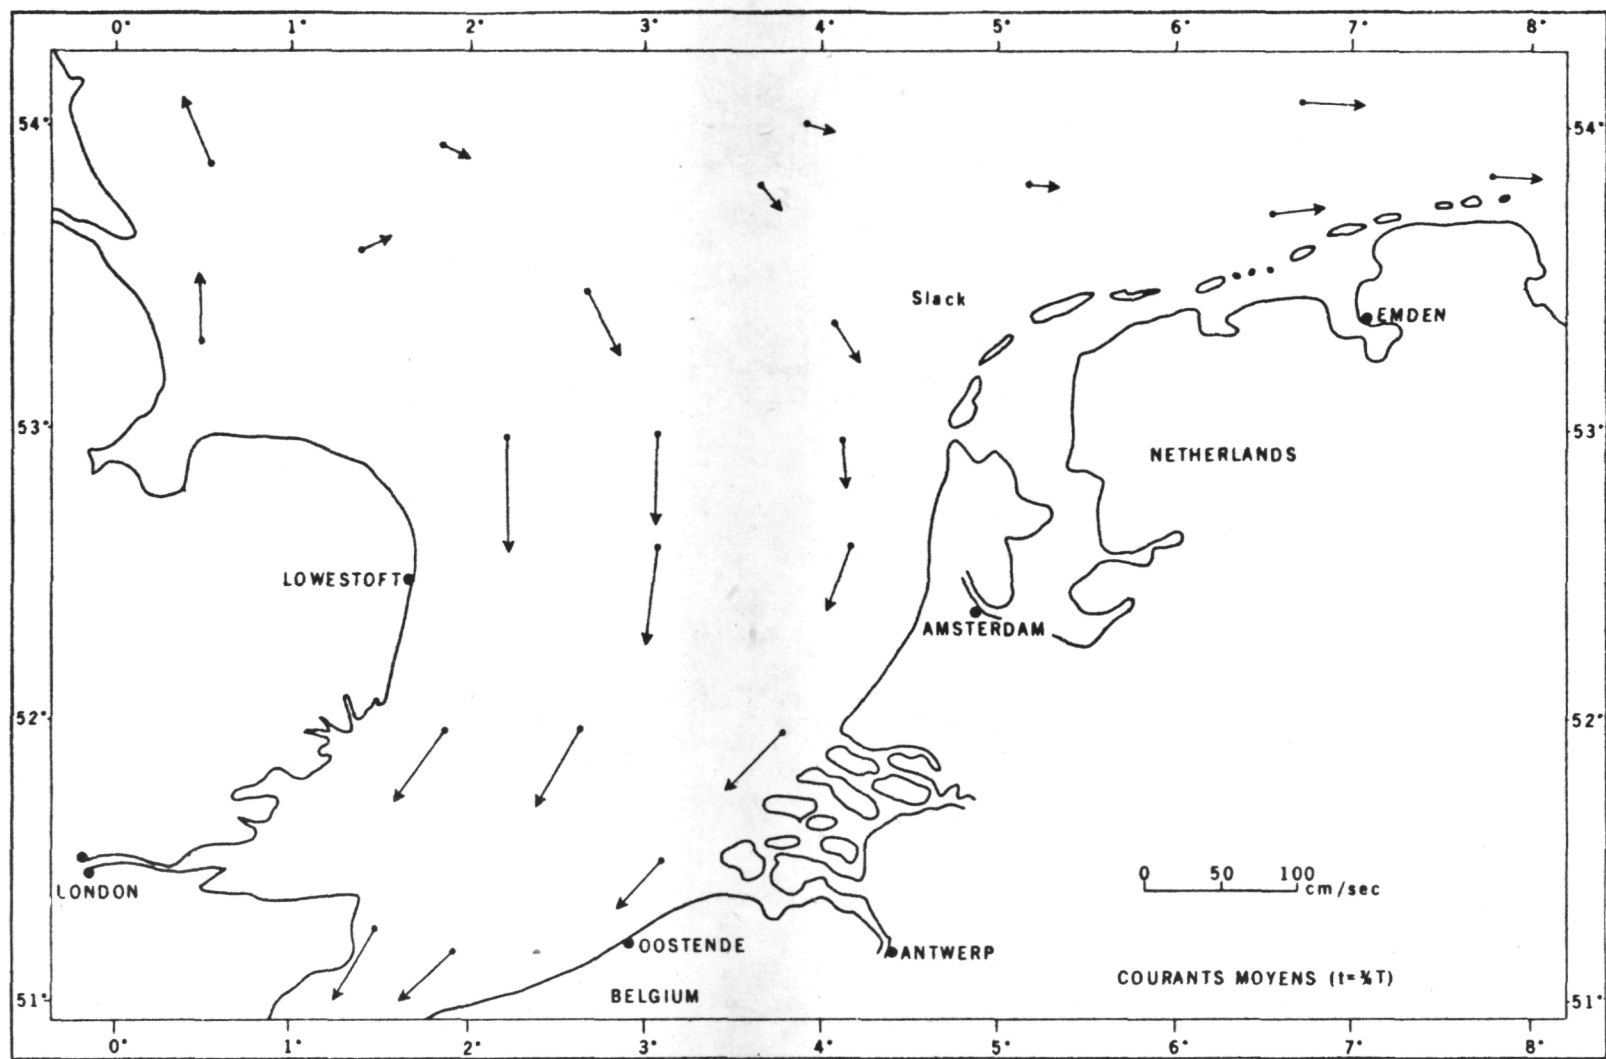 0° 1° 2° 3° 4° 5° 6° 7° 8°
54° 54°
Slack
EMDEN
53° 53°
NETHERLANDS
LOWESTOFT
AMSTERDAM
52° 52°
0 50 100
cm/sec
LONDON
OOSTENDE
ANTWERP
COURANTS MOYENS
BELGIUM
51° 51°
0° 1° 2° 3° 4° 5° 6° 7° 8°